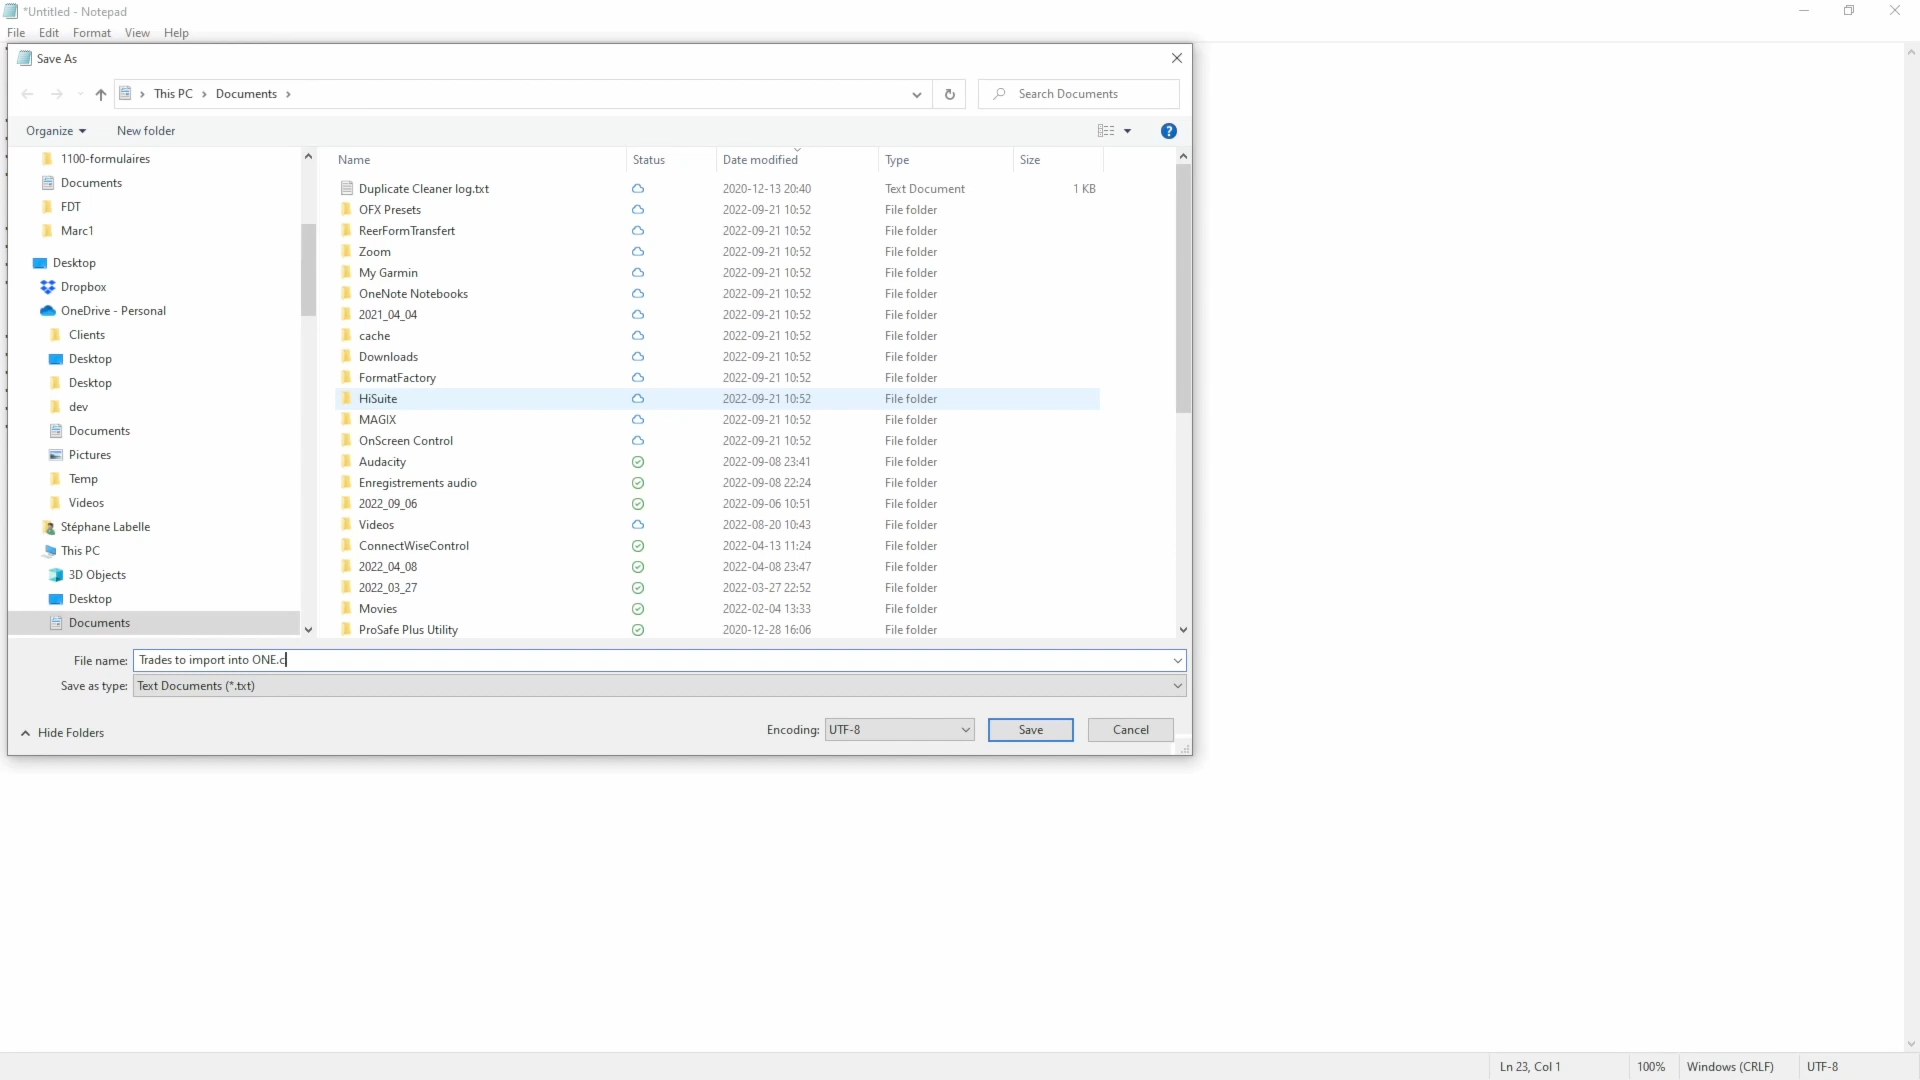 *Untitled - Notepad
File Edit Format View Help
Save As
This PC Documents
Search Documents
Organize New folder
1100-formulaires
Documents
FDT
Marc1
Desktop
Dropbox
OneDrive - Personal
Clients
Desktop
Desktop
dev
Documents
Pictures
Temp
Videos
Stéphane Labelle
This PC
3D Objects
Desktop
Documents
Name Status Date modified Type Size
Duplicate Cleaner log.txt 2020-12-13 20:40 Text Document 1 KB
OFX Presets 2022-09-21 10:52 File folder
ReerFormTransfert 2022-09-21 10:52 File folder
Zoom 2022-09-21 10:52 File folder
My Garmin 2022-09-21 10:52 File folder
OneNote Notebooks 2022-09-21 10:52 File folder
2021_04_04 2022-09-21 10:52 File folder
cache 2022-09-21 10:52 File folder
Downloads 2022-09-21 10:52 File folder
FormatFactory 2022-09-21 10:52 File folder
HiSuite 2022-09-21 10:52 File folder
MAGIX 2022-09-21 10:52 File folder
OnScreen Control 2022-09-21 10:52 File folder
Audacity 2022-09-08 23:41 File folder
Enregistrements audio 2022-09-08 22:24 File folder
2022_09_06 2022-09-06 10:51 File folder
Videos 2022-08-20 10:43 File folder
ConnectWiseControl 2022-04-13 11:24 File folder
2022_04_08 2022-04-08 23:47 File folder
2022_03_27 2022-03-27 22:52 File folder
Movies 2022-02-04 13:33 File folder
ProSafe Plus Utility 2020-12-28 16:06 File folder
File name: Trades to import into ONE.c
Save as type: Text Documents (*.txt)
Hide Folders Encoding: UTF-8 Save Cancel
Ln 23, Col 1 100% Windows (CRLF) UTF-8